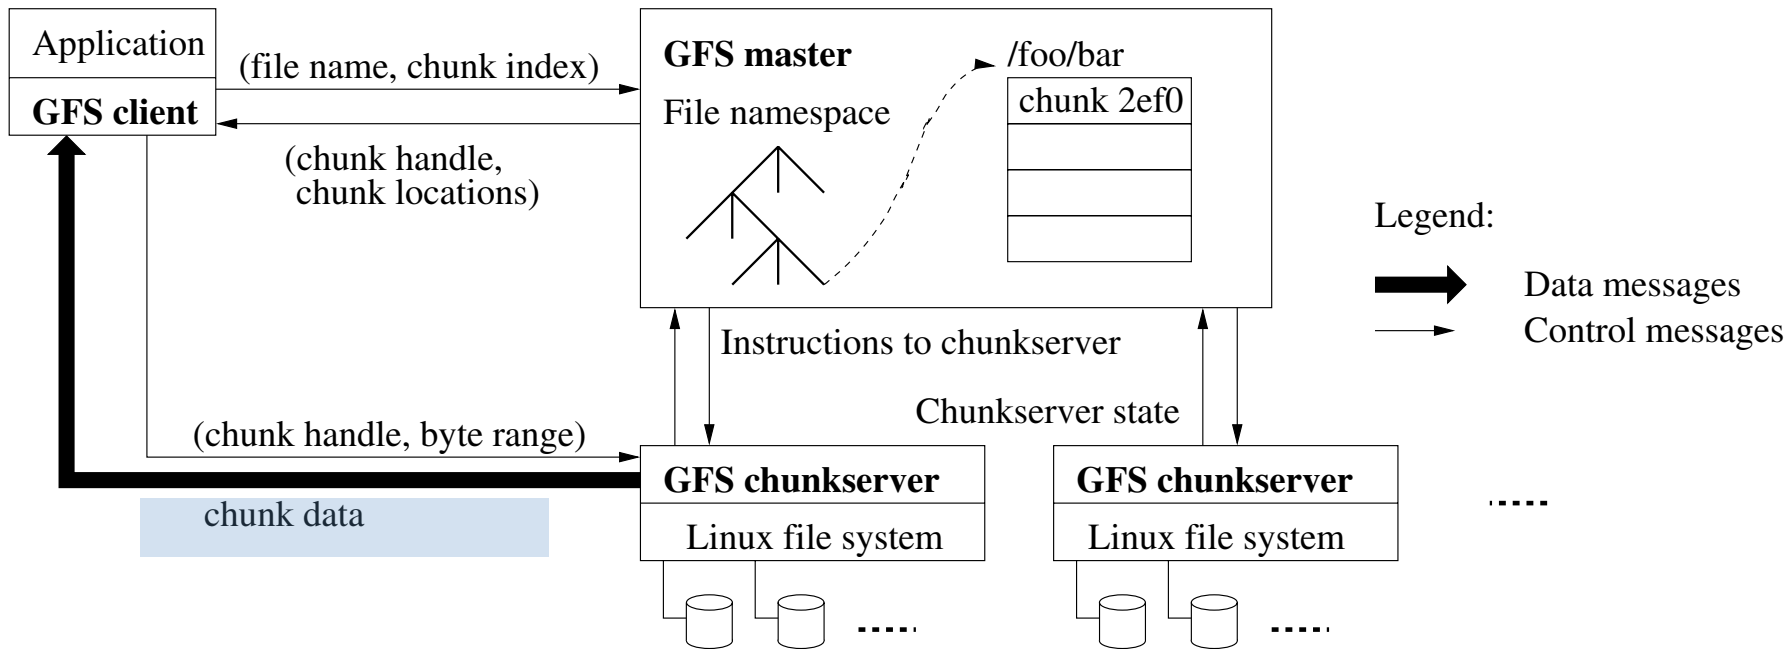 Application
GFS client
(file name, chunk index)
(chunk handle,
chunk locations)
GFS master
File namespace
/foo/bar
chunk 2ef0
Legend:
Data messages
Control messages
Instructions to chunkserver
Chunkserver state
(chunk handle, byte range)
chunk data
GFS chunkserver
Linux file system
GFS chunkserver
Linux file system